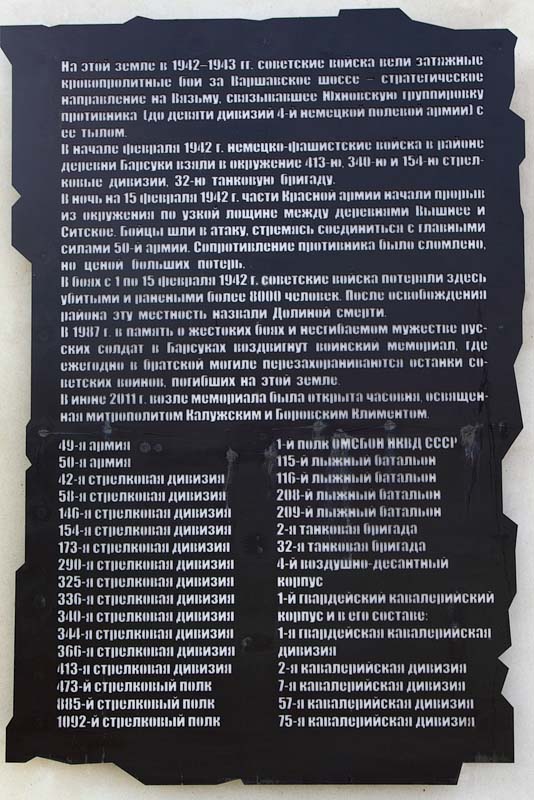 На этой земле в 1942–1943 гг. советские войска вели затяжные
кровопролитные бои за Варшавское шоссе – стратегическое
направление на Вязьму, связывавшее Юхновскую группировку
противника (до девяти дивизий 4-й немецкой полевой армии) с
ее тылом.
В начале февраля 1942 г. немецко-фашистские войска в районе
деревни Барсуки взяли в окружение 413-ю, 340-ю и 154-ю стрел-
ковые дивизии, 32-ю танковую бригаду.
В ночь на 15 февраля 1942 г. части Красной армии начали прорыв
из окружения по узкой лощине между деревнями Вышнее и
Ситское. Бойцы шли в атаку, стремясь соединиться с главными
силами 50-й армии. Сопротивление противника было сломлено,
но ценой больших потерь.
В боях с 1 по 15 февраля 1942 г. советские войска потеряли здесь
убитыми и ранеными более 8000 человек. После освобождения
района эту местность назвали Долиной смерти.
В 1987 г. в память о жестоких боях и несгибаемом мужестве рус-
ских солдат в Барсуках воздвигнут воинский мемориал, где
ежегодно в братской могиле перезахораниваются останки со-
ветских воинов, погибших на этой земле.
В июне 2011 г. возле мемориала была открыта часовня, освящен-
ная митрополитом Калужским и Боровским Климентом.
49-я армия
50-я армия
42-я стрелковая дивизия
58-я стрелковая дивизия
146-я стрелковая дивизия
154-я стрелковая дивизия
173-я стрелковая дивизия
290-я стрелковая дивизия
325-я стрелковая дивизия
336-я стрелковая дивизия
340-я стрелковая дивизия
344-я стрелковая дивизия
366-я стрелковая дивизия
413-я стрелковая дивизия
473-й стрелковый полк
885-й стрелковый полк
1092-й стрелковый полк
1-й полк ОМСБОН НКВД СССР
115-й лыжный батальон
116-й лыжный батальон
208-й лыжный батальон
209-й лыжный батальон
2-я танковая бригада
32-я танковая бригада
4-й воздушно-десантный
корпус
1-й гвардейский кавалерийский
корпус и в его составе:
1-я гвардейская кавалерийская
дивизия
2-я кавалерийская дивизия
7-я кавалерийская дивизия
57-я кавалерийская дивизия
75-я кавалерийская дивизия